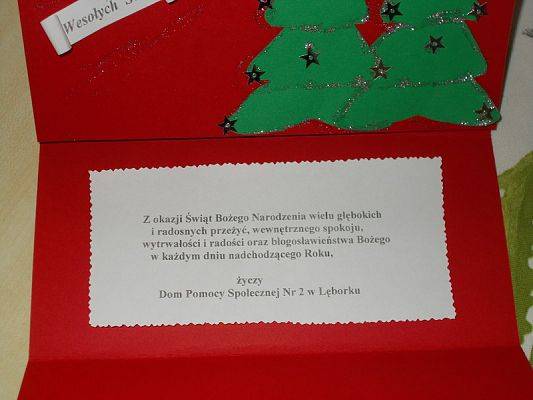 Wesołych
Z okazji Świąt Bożego Narodzenia wielu głębokich
i radosnych przeżyć, wewnętrznego spokoju,
wytrwałości i radości oraz błogosławieństwa Bożego
w każdym dniu nadchodzącego Roku,
życzy
Dom Pomocy Społecznej Nr 2 w Lęborku